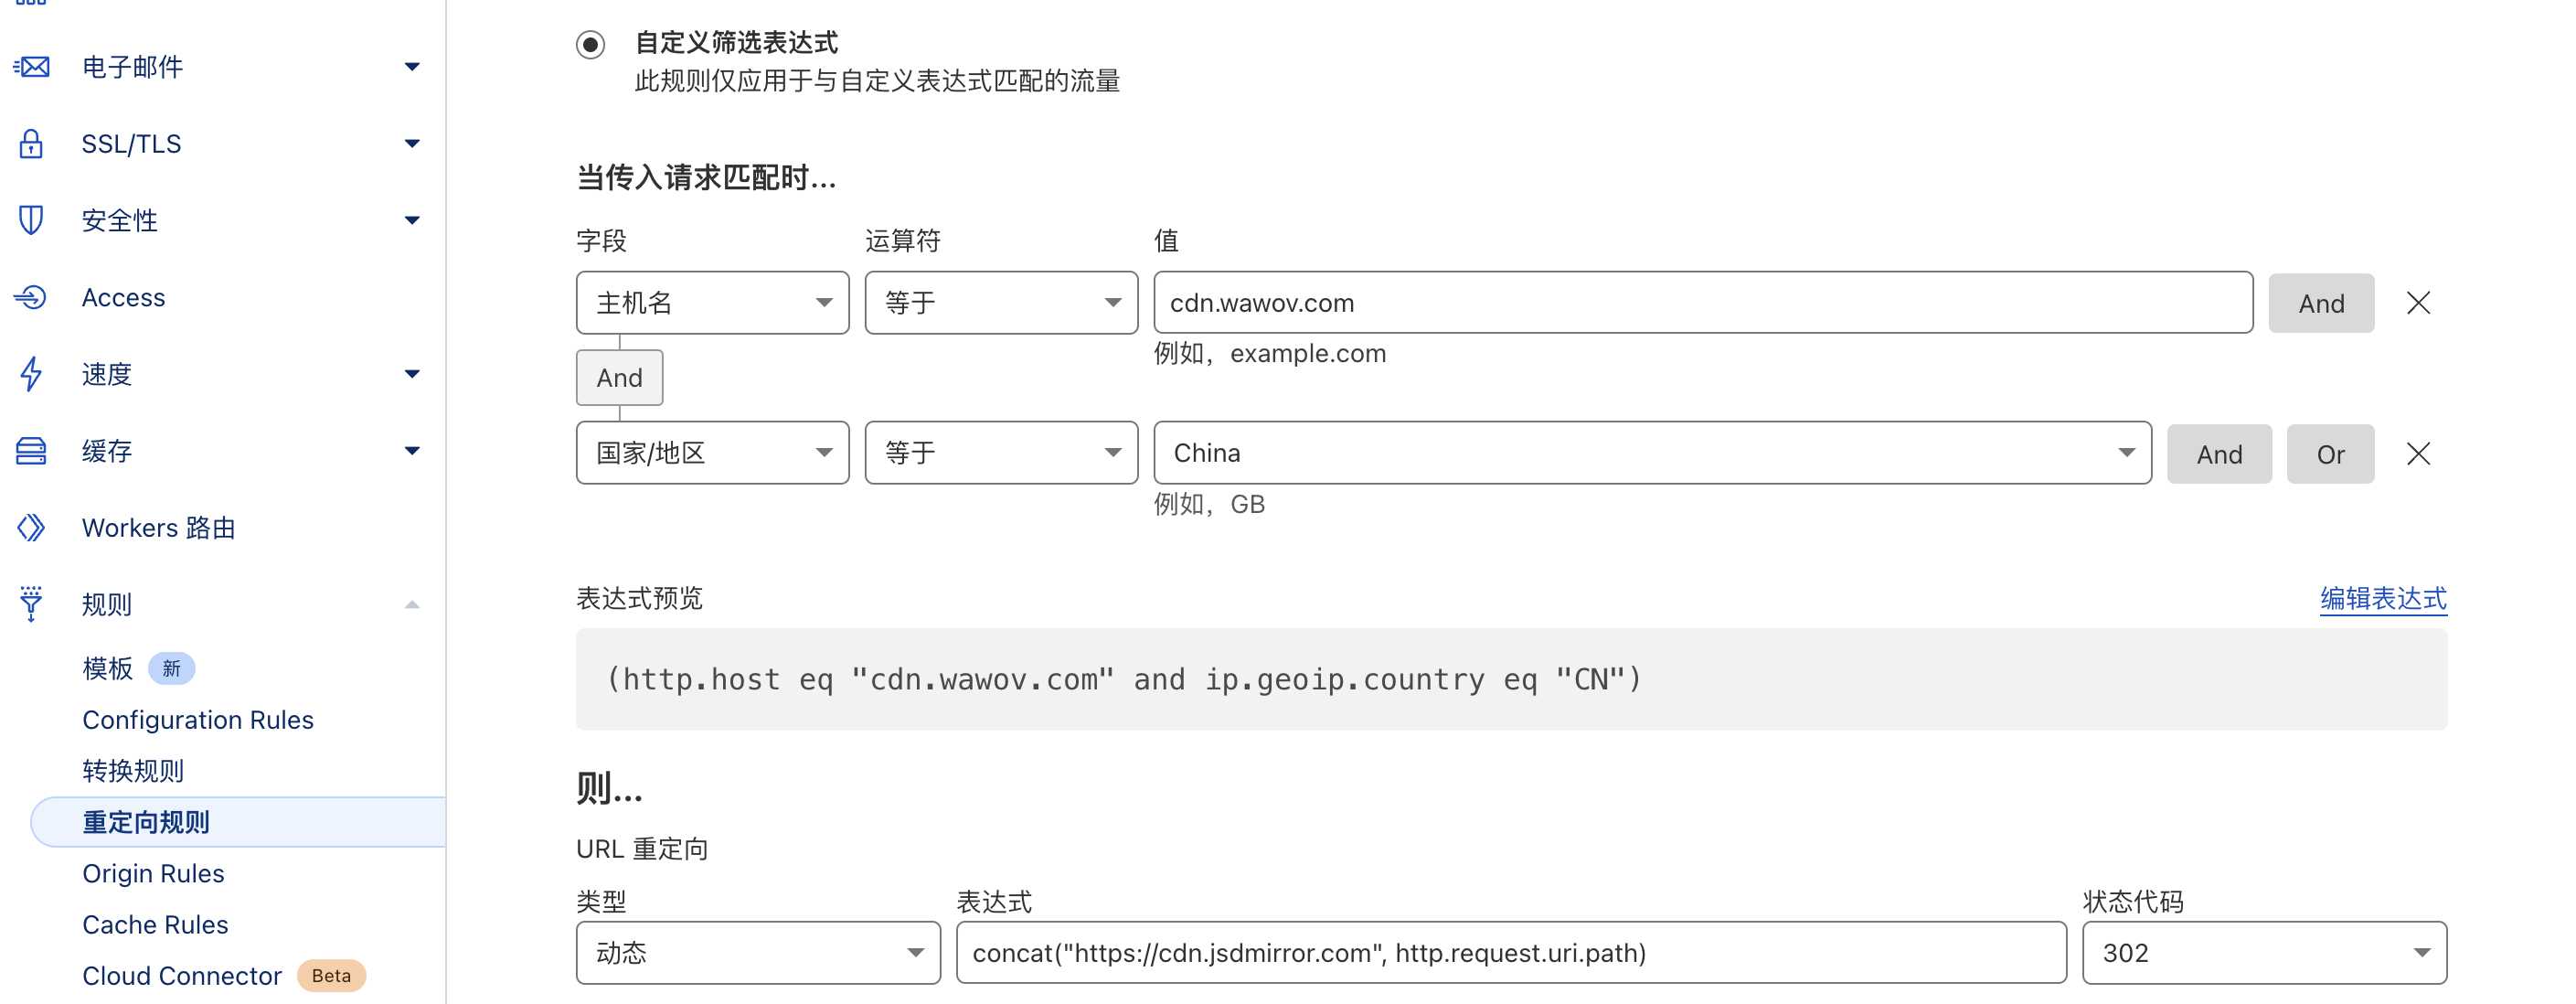 电子邮件
SSL/TLS
安全性
Access
速度
缓存
Workers 路由
规则
模板 新
Configuration Rules
转换规则
重定向规则
Origin Rules
Cache Rules
Cloud Connector Beta
自定义筛选表达式
此规则仅应用于与自定义表达式匹配的流量
当传入请求匹配时...
字段 运算符 值
主机名 等于 cdn.wawov.com And
例如，example.com
And
国家/地区 等于 China And Or
例如，GB
表达式预览 编辑表达式
(http.host eq "cdn.wawov.com" and ip.geoip.country eq "CN")
则...
URL 重定向
类型 表达式 状态代码
动态 concat("https://cdn.jsdmirror.com", http.request.uri.path) 302